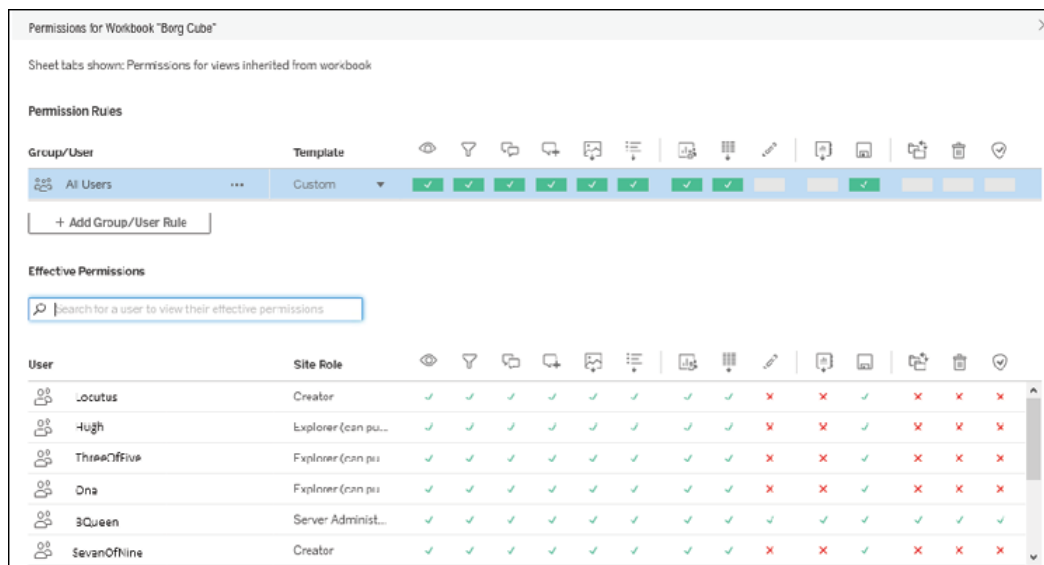 Permissions for Workbook "Borg Cube"
Sheet tabs shown: Permissions for views inherited from workbook
Permission Rules
Group/User Template
All Users ... Custom
+ Add Group/User Rule
Effective Permissions
Search for a user to view their effective permissions
User Site Role
Locutus Creator
Hugh Explorer (can pu...
ThreeOfFive Explorer (can pu
Ona Explorer (can pu
BQueen Server Administ...
SevanOfNine Creator